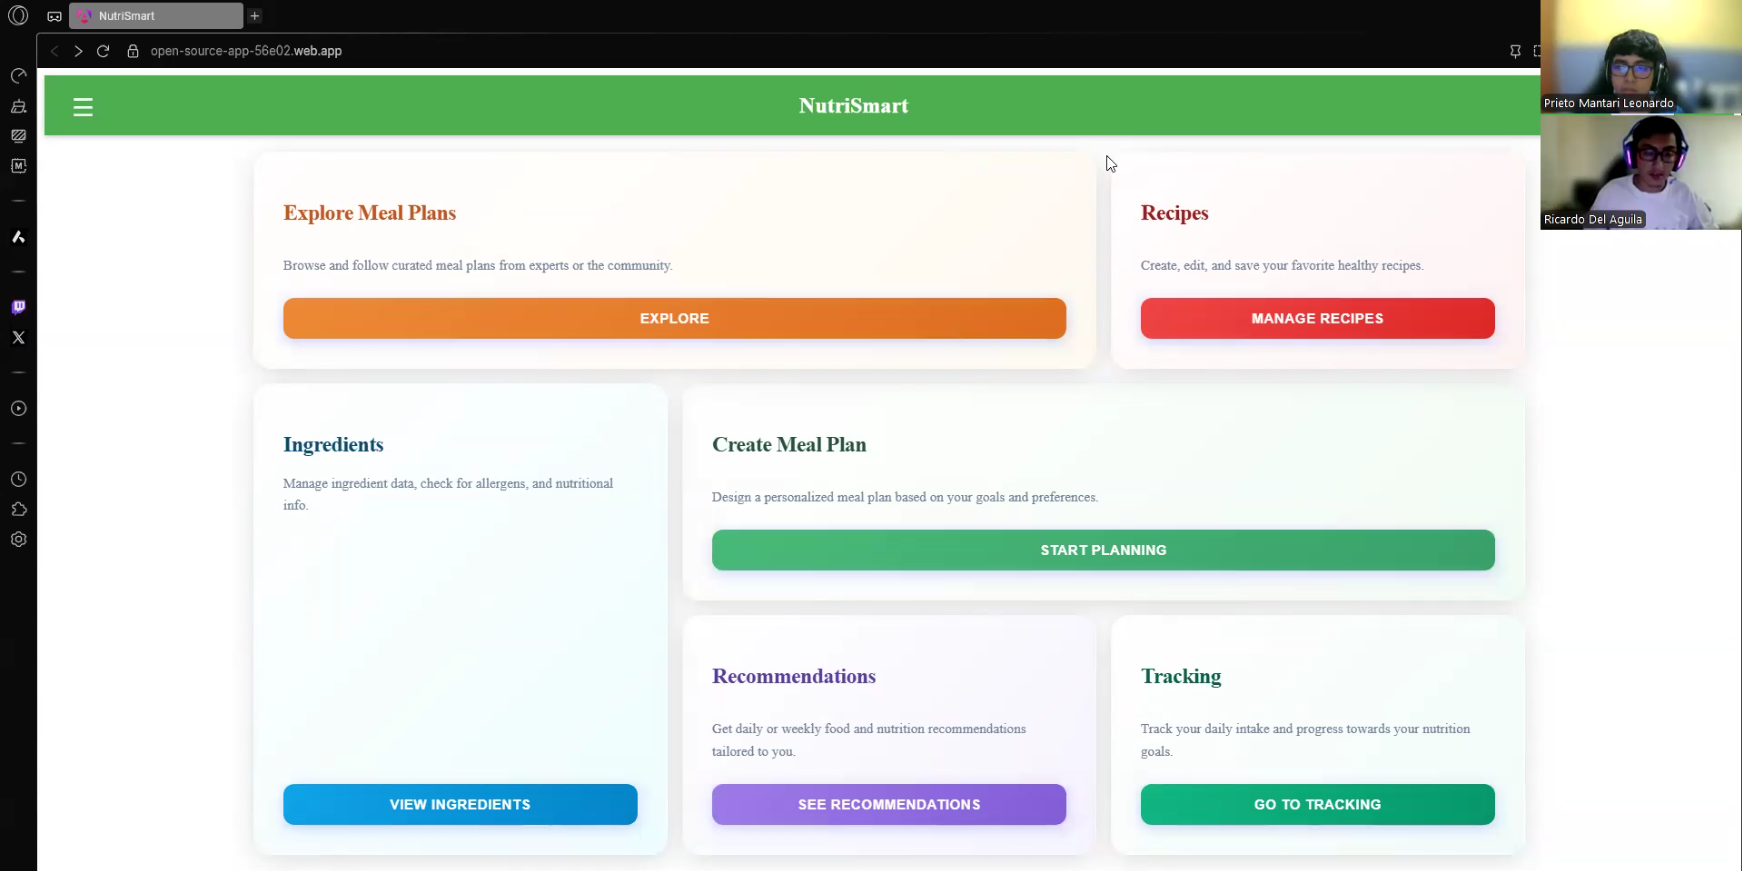 NutriSmart
open-source-app-56e02.web.app
NutriSmart
Prieto Mantari Leonardo
Ricardo Del Aguila
Explore Meal Plans
Browse and follow curated meal plans from experts or the community.
EXPLORE
Recipes
Create, edit, and save your favorite healthy recipes.
MANAGE RECIPES
Ingredients
Manage ingredient data, check for allergens, and nutritional
info.
VIEW INGREDIENTS
Create Meal Plan
Design a personalized meal plan based on your goals and preferences.
START PLANNING
Recommendations
Get daily or weekly food and nutrition recommendations
tailored to you.
SEE RECOMMENDATIONS
Tracking
Track your daily intake and progress towards your nutrition
goals.
GO TO TRACKING